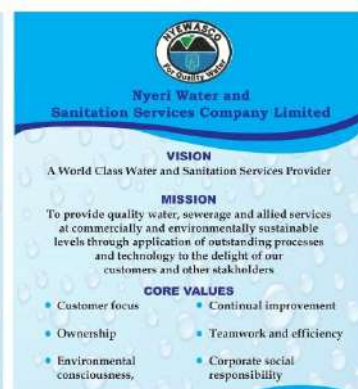 NYEWASCO
For Quality Water
Nyeri Water and
Sanitation Services Company Limited
VISION
A World Class Water and Sanitation Services Provider
MISSION
To provide quality water, sewerage and allied services
at commercially and environmentally sustainable
levels through application of outstanding processes
and technology to the delight of our
customers and other stakholders
CORE VALUES
Customer focus
Ownership
Environmental
consciousness,
Continual improvement
Teamwork and efficiency
Corporate social
responsibility